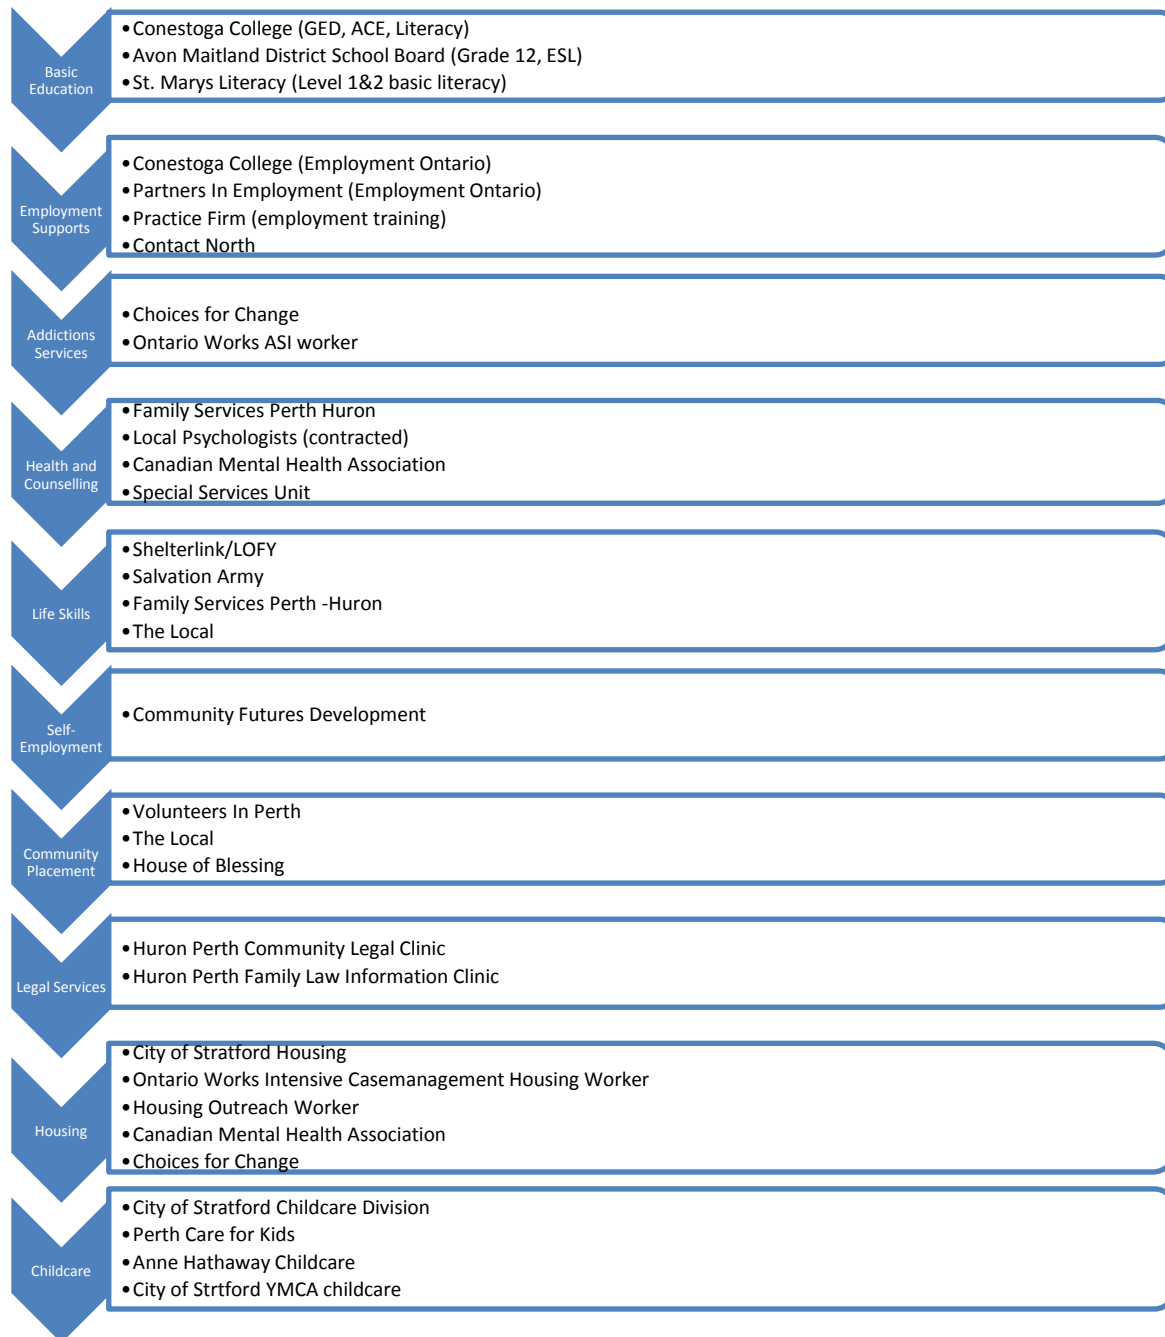 Basic
Education
•Conestoga College (GED, ACE, Literacy)
•Avon Maitland District School Board (Grade 12, ESL)
•St. Marys Literacy (Level 1&2 basic literacy)
Employment
Supports
•Conestoga College (Employment Ontario)
•Partners In Employment (Employment Ontario)
•Practice Firm (employment training)
•Contact North
Addictions
Services
•Choices for Change
•Ontario Works ASI worker
Health and
Counselling
•Family Services Perth Huron
•Local Psychologists (contracted)
•Canadian Mental Health Association
•Special Services Unit
Life Skills
•Shelterlink/LOFY
•Salvation Army
•Family Services Perth -Huron
•The Local
Self-
Employment
•Community Futures Development
Community
Placement
•Volunteers In Perth
•The Local
•House of Blessing
Legal Services
•Huron Perth Community Legal Clinic
•Huron Perth Family Law Information Clinic
Housing
•City of Stratford Housing
•Ontario Works Intensive Casemanagement Housing Worker
•Housing Outreach Worker
•Canadian Mental Health Association
•Choices for Change
Childcare
•City of Stratford Childcare Division
•Perth Care for Kids
•Anne Hathaway Childcare
•City of Strtford YMCA childcare